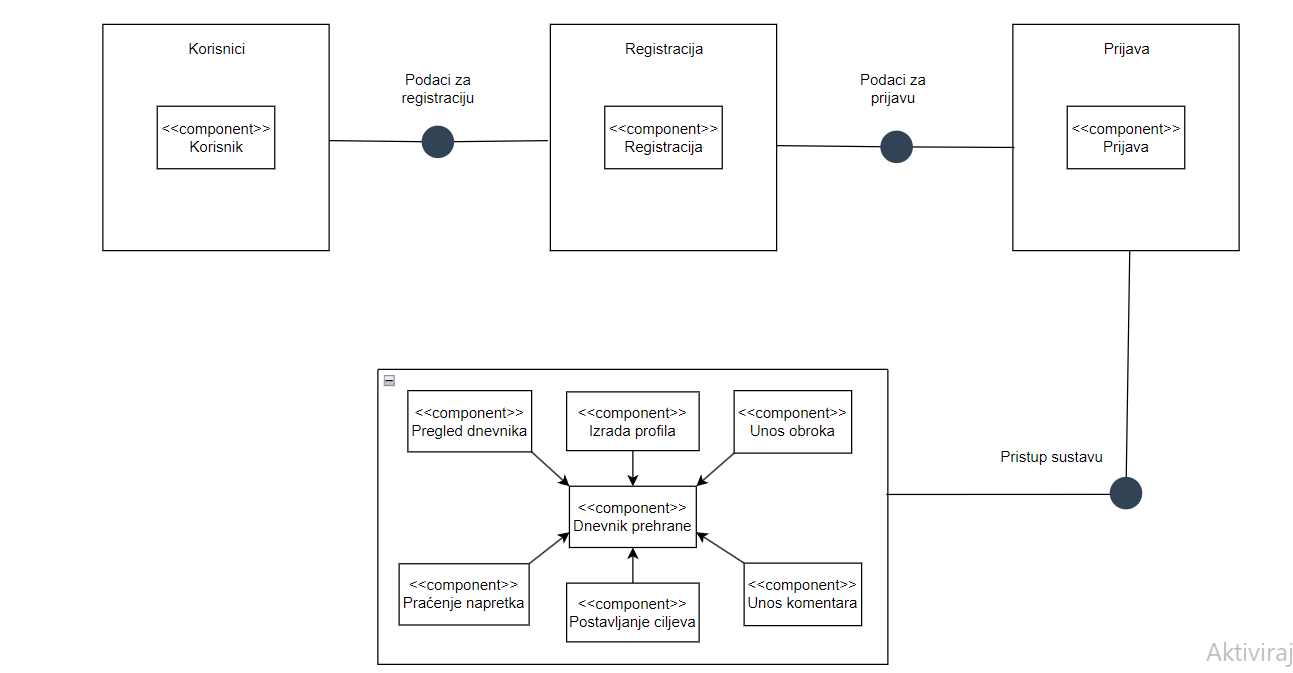 Korisnici
<<component>>
Korisnik
Podaci za
registraciju
Registracija
<<component>>
Registracija
Podaci za
prijavu
Prijava
<<component>>
Prijava
<<component>>
Pregled dnevnika
<<component>>
Izrada profila
<<component>>
Unos obroka
<<component>>
Dnevnik prehrane
<<component>>
Praćenje napretka
<<component>>
Postavljanje ciljeva
<<component>>
Unos komentara
Pristup sustavu
Aktiviraj